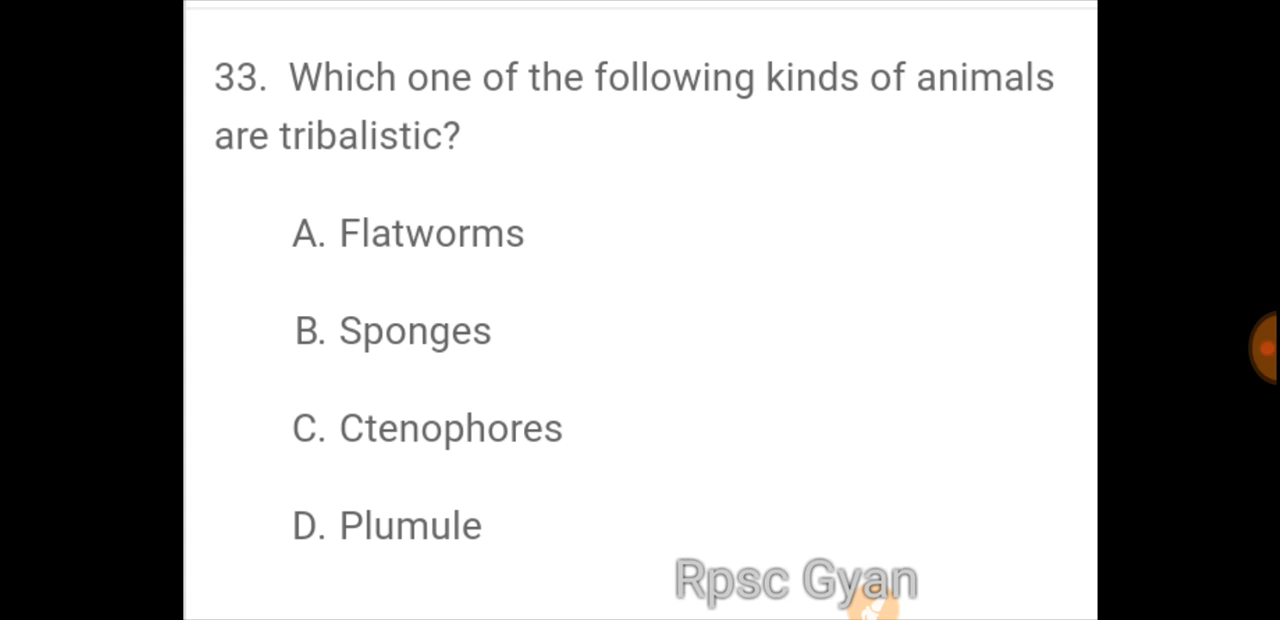 33. Which one of the following kinds of animals
are tribalistic?
A. Flatworms
B. Sponges
C. Ctenophores
D. Plumule
Rpsc Gyan